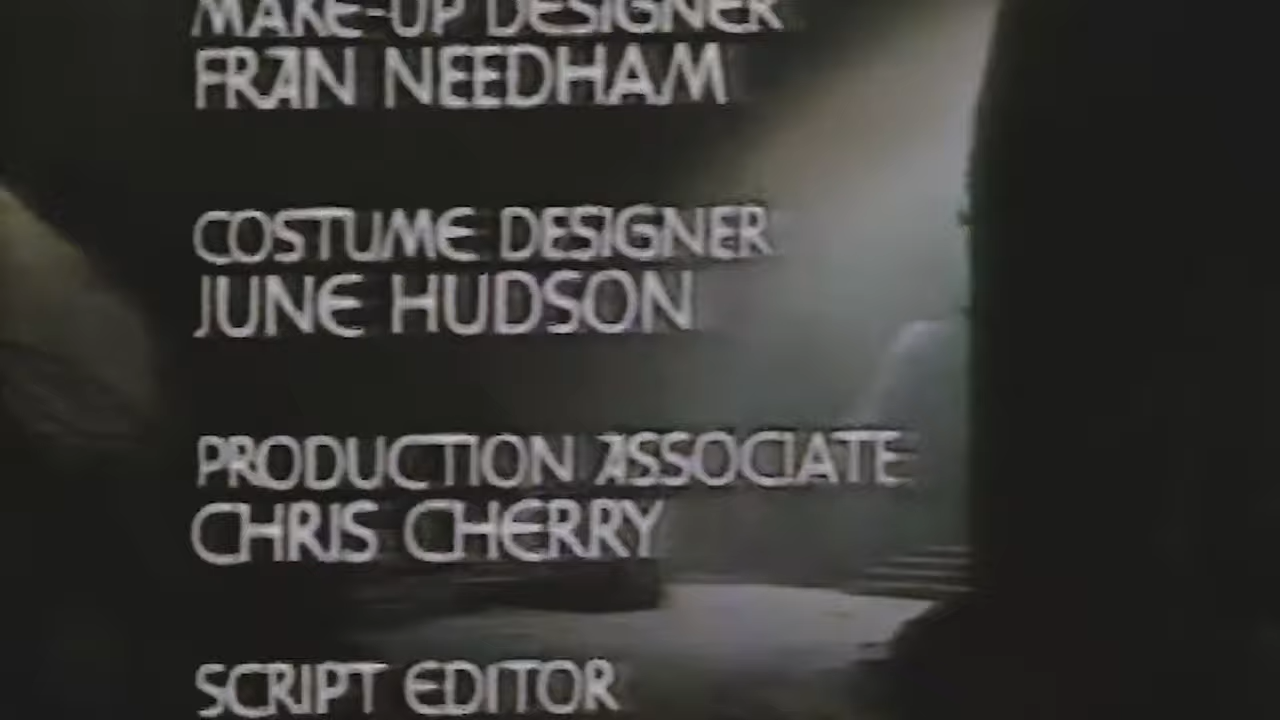 MAKE-UP DESIGNER
FRAN NEEDHAM
COSTUME DESIGNER
JUNE HUDSON
PRODUCTION ASSOCIATE
CHRIS CHERRY
SCRIPT EDITOR